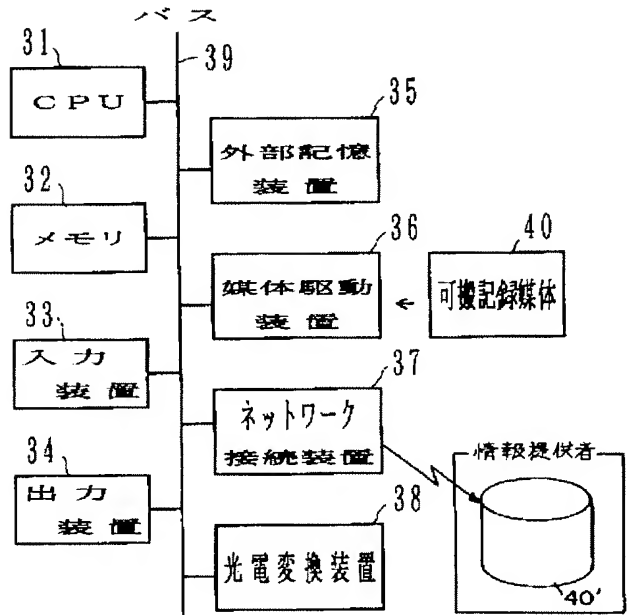 バス
31
39
CPU
35
外部記憶
装置
32
メモリ
36
40
媒体駆動
装置
可搬記録媒体
33
入力
装置
37
ネットワーク
接続装置
34
出力
装置
情報提供者
38
光電変換装置
40'